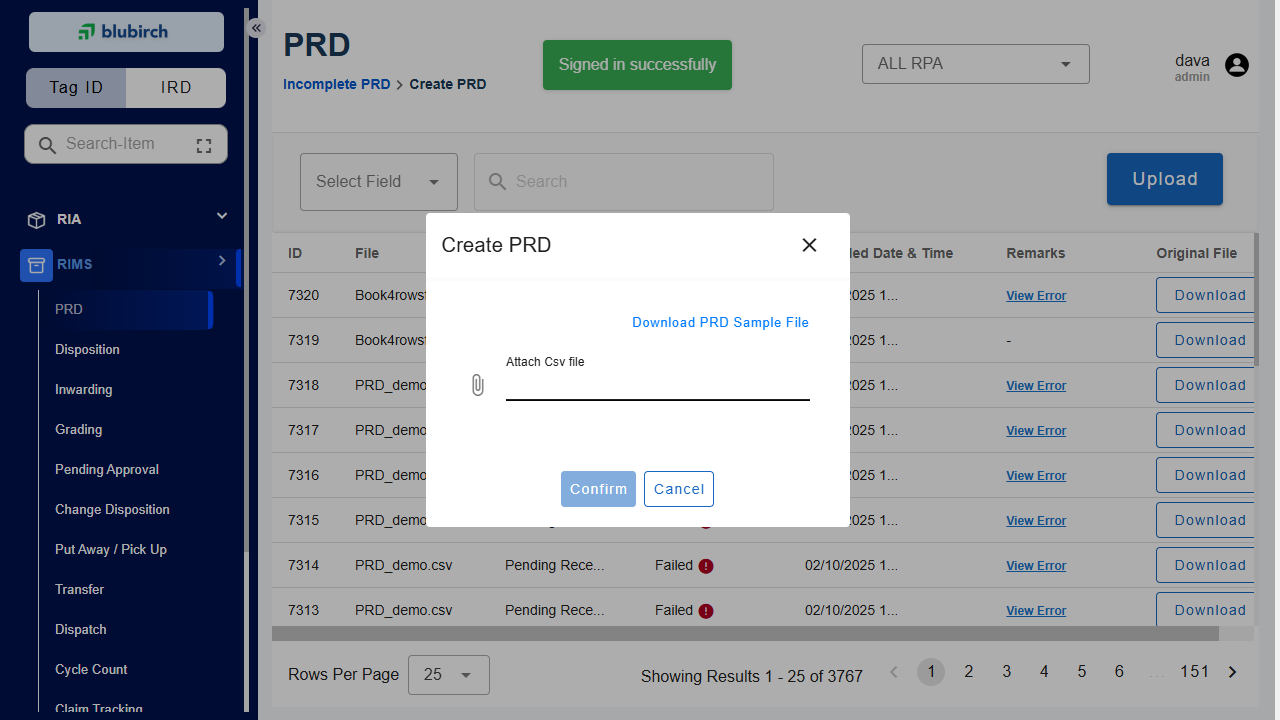 blubirch
Tag ID
IRD
Search-Item
RIA
RIMS
PRD
Disposition
Inwarding
Grading
Pending Approval
Change Disposition
Put Away / Pick Up
Transfer
Dispatch
Cycle Count
Claim Tracking
«
PRD
Incomplete PRD > Create PRD
Signed in successfully
ALL RPA
dava
admin
Select Field
Search
Upload
ID File ded Date & Time Remarks Original File
7320 Book4rows 025 1... View Error Download
7319 Book4rows 025 1... - Download
7318 PRD_demo. 025 1... View Error Download
7317 PRD_demo. 025 1... View Error Download
7316 PRD_demo. 025 1... View Error Download
7315 PRD_demo. 025 1... View Error Download
7314 PRD_demo.csv Pending Rece... Failed 02/10/2025 1... View Error Download
7313 PRD_demo.csv Pending Rece... Failed 02/10/2025 1... View Error Download
Create PRD
Download PRD Sample File
Attach Csv file
Confirm
Cancel
Rows Per Page 25
Showing Results 1 - 25 of 3767
1 2 3 4 5 6 ... 151